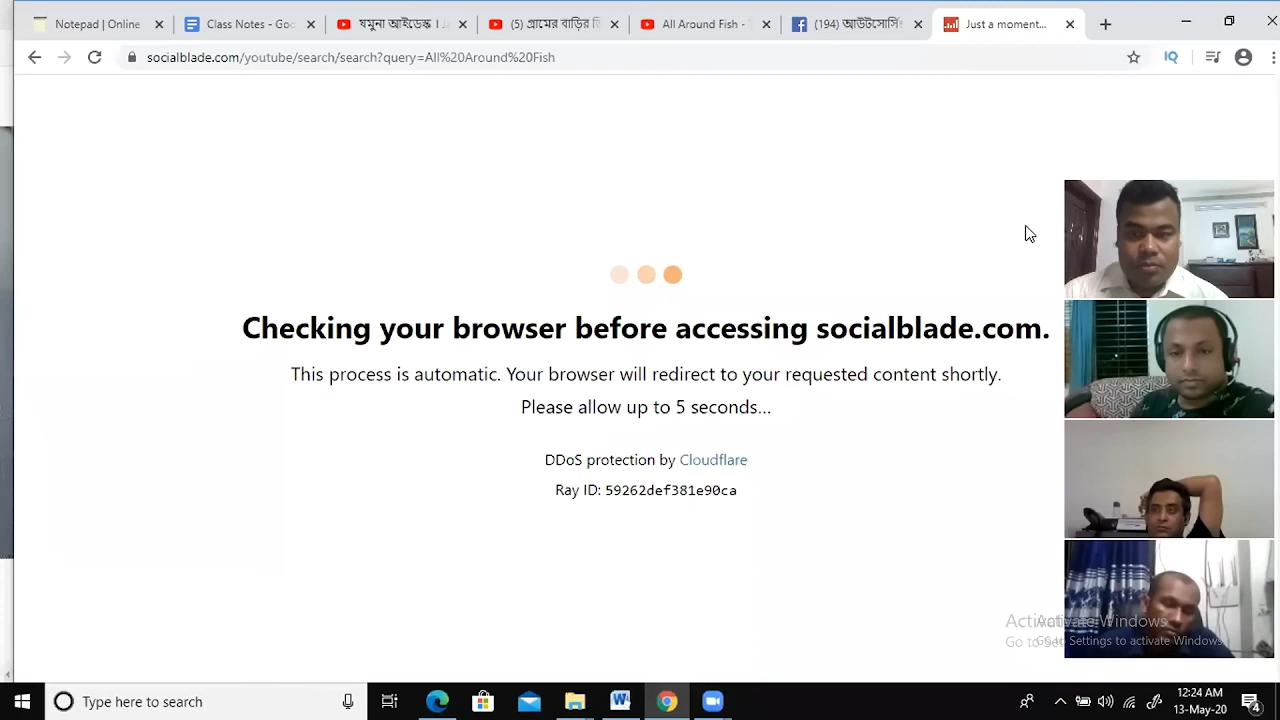 Notepad | Online
Class Notes - Goo
যমুনা আইডেস্ক । J
(5) গ্রামের বাড়ির
All Around Fish -
(194) আউটসোর্সিং
Just a moment...
socialblade.com/youtube/search/search?query=All%20Around%20Fish
IQ
Checking your browser before accessing socialblade.com.
This process is automatic. Your browser will redirect to your requested content shortly.
Please allow up to 5 seconds...
DDoS protection by Cloudflare
Ray ID: 59262def381e90ca
Activate Windows
Go to Settings to activate Windows.
Type here to search
12:24 AM
13-May-20
4